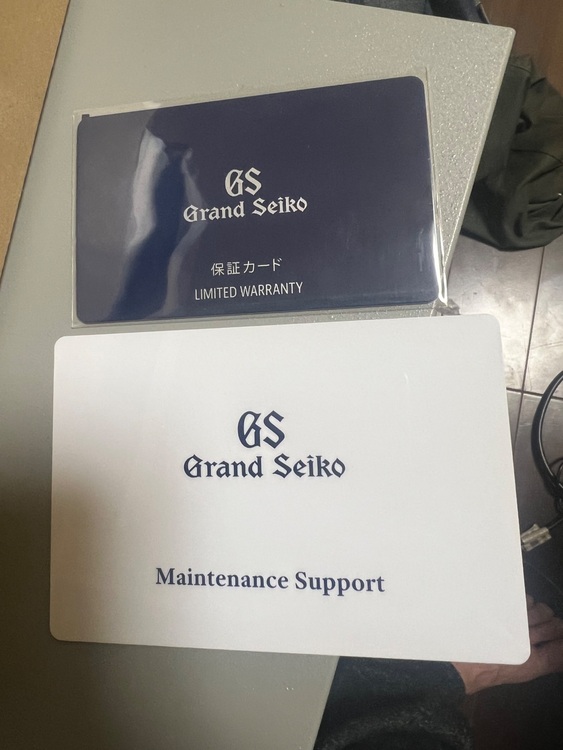 GS
Grand Seiko
保証カード
LIMITED WARRANTY
GS
Grand Seiko
Maintenance Support